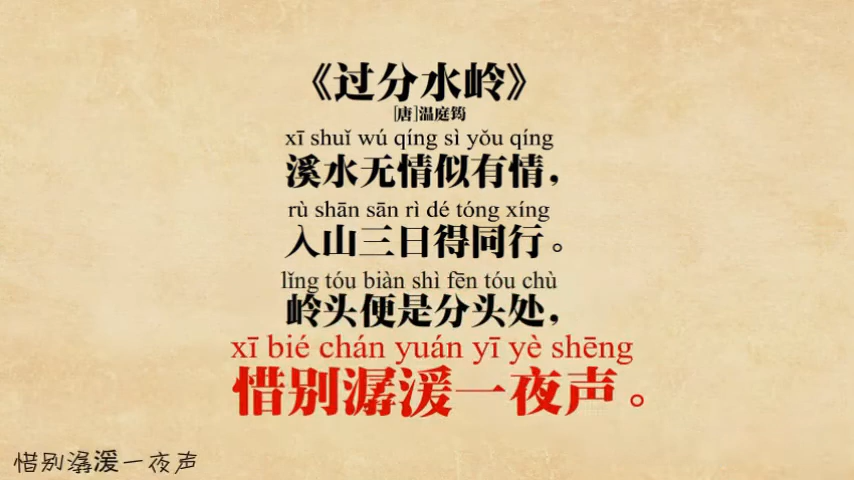 《过分水岭》
[唐]温庭筠
xī shuǐ wú qíng sì yǒu qíng
溪水无情似有情，
rù shān sān rì dé tóng xíng
入山三日得同行。
lǐng tóu biàn shì fēn tóu chù
岭头便是分头处，
xī bié chán yuán yī yè shēng
惜别潺湲一夜声。
惜别潺湲一夜声